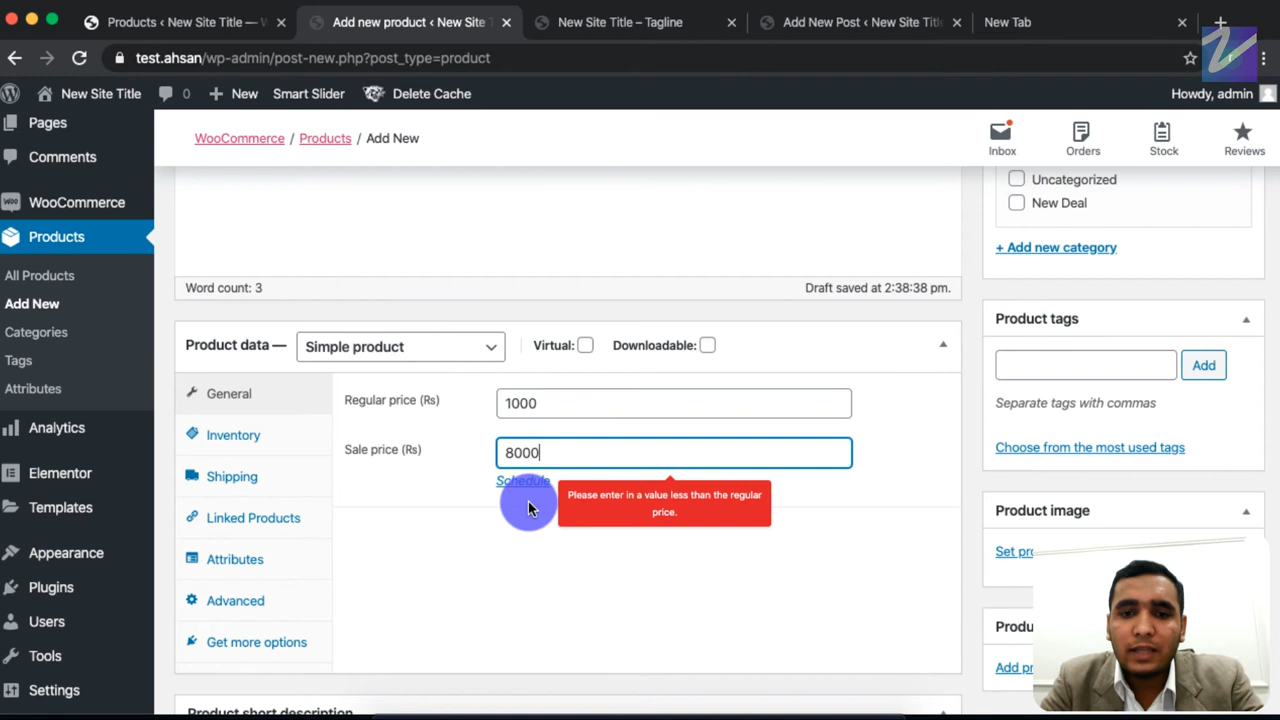 Products ‹ New Site Title —
Add new product ‹ New Site
New Site Title – Tagline
Add New Post ‹ New Site Title
New Tab
test.ahsan/wp-admin/post-new.php?post_type=product
New Site Title
0
New
Smart Slider
Delete Cache
Howdy, admin
Pages
Comments
WooCommerce
Products
All Products
Add New
Categories
Tags
Attributes
Analytics
Elementor
Templates
Appearance
Plugins
Users
Tools
Settings
WooCommerce / Products / Add New
Inbox
Orders
Stock
Reviews
Word count: 3
Draft saved at 2:38:38 pm.
Product data —
Simple product
Virtual:
Downloadable:
General
Inventory
Shipping
Linked Products
Attributes
Advanced
Get more options
Regular price (₨)
1000
Sale price (₨)
8000
Schedule
Please enter in a value less than the regular
price.
Product short description
Uncategorized
New Deal
+ Add new category
Product tags
Add
Separate tags with commas
Choose from the most used tags
Product image
Set pro
Produ
Add pr